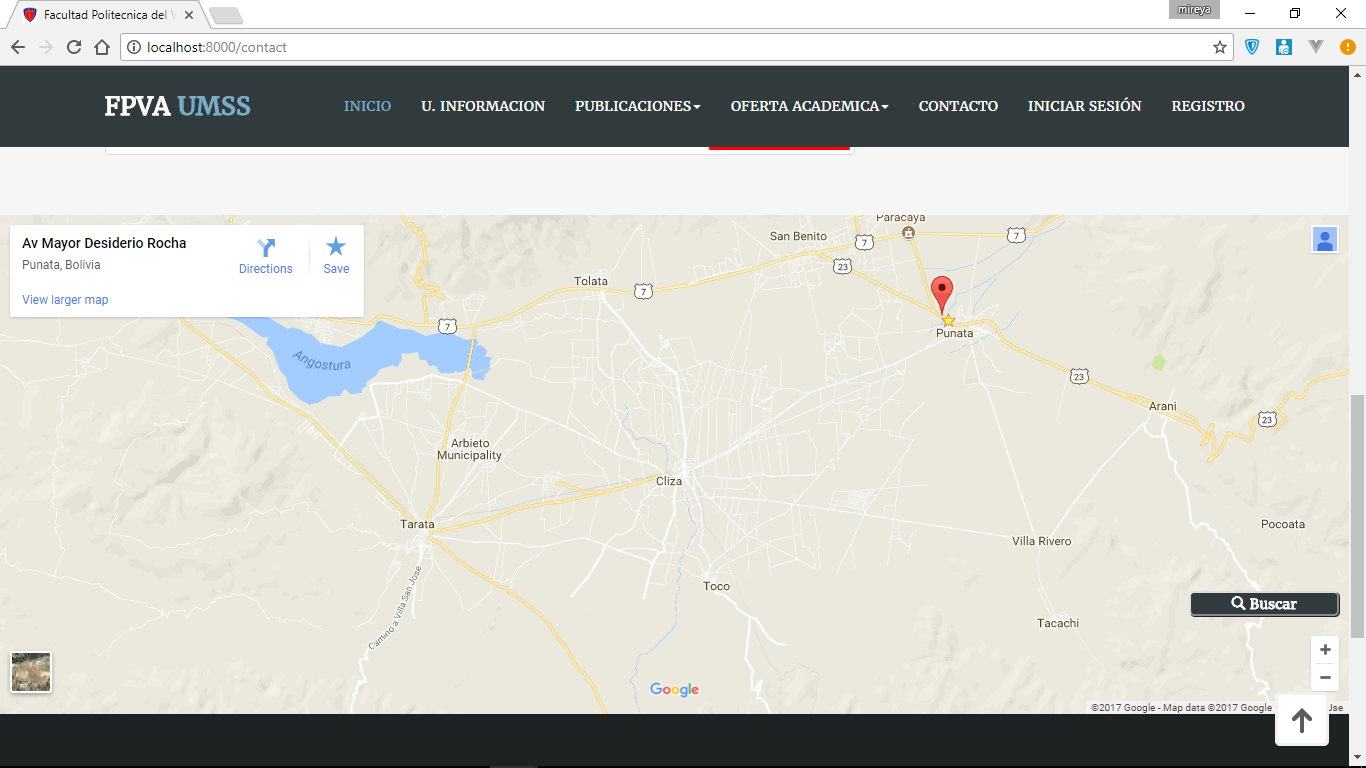 mireya
Facultad Politecnica del V
localhost:8000/contact
FPVA UMSS
INICIO
U. INFORMACION
PUBLICACIONES
OFERTA ACADEMICA
CONTACTO
INICIAR SESIÓN
REGISTRO
Av Mayor Desiderio Rocha
Punata, Bolivia
Directions
Save
View larger map
Paracaya
San Benito
7
7
23
Tolata
7
7
Punata
Angostura
23
Arani
23
Arbieto
Municipality
Cliza
Tarata
Pocoata
Villa Rivero
Camino a Villa San Jose
Toco
Buscar
Tacachi
Google
©2017 Google - Map data ©2017 Google